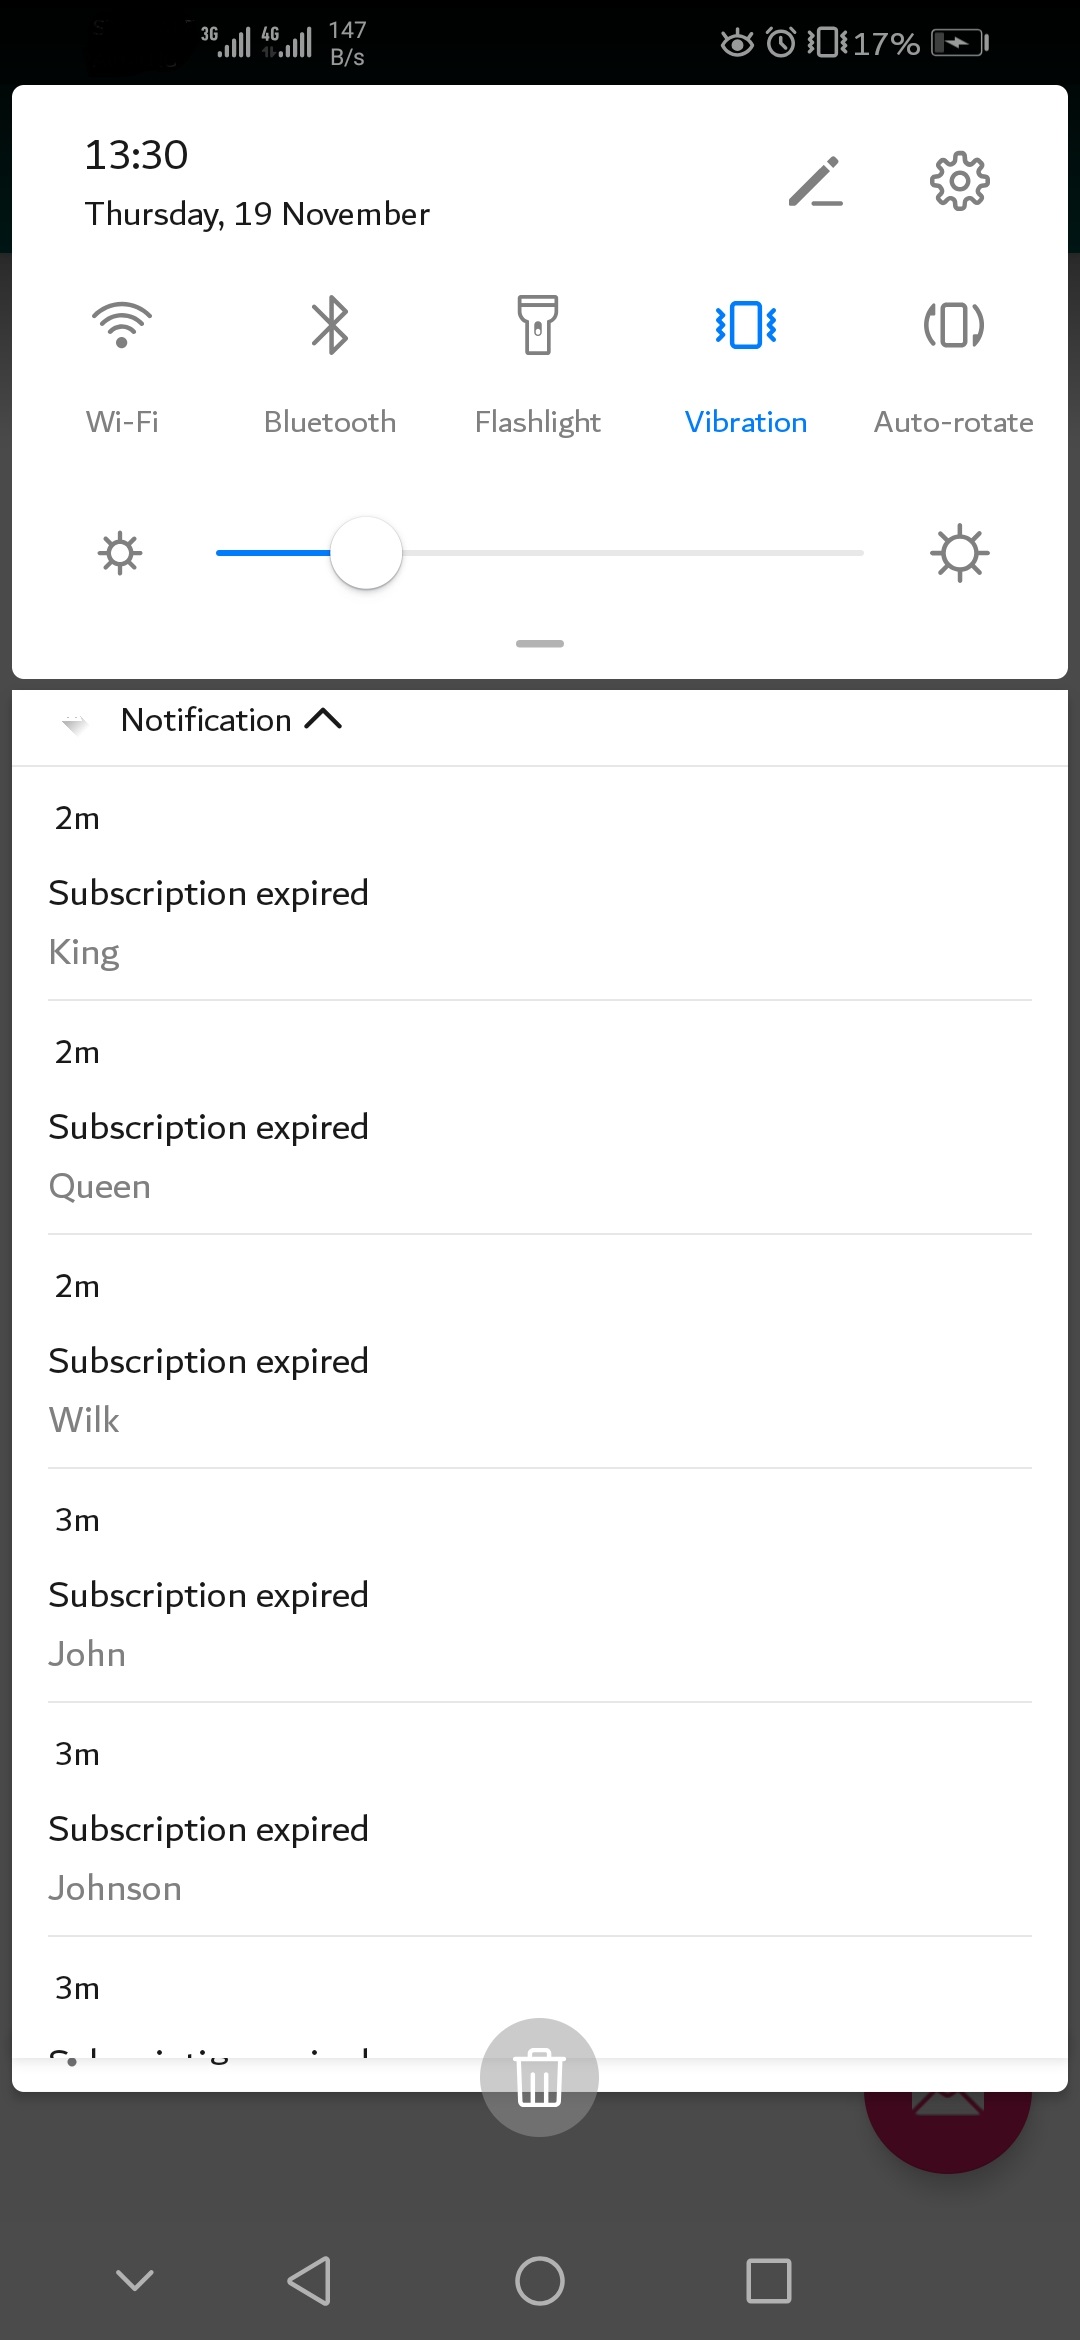 3G 4G 147
B/s
17%
13:30
Thursday, 19 November
Wi-Fi Bluetooth Flashlight Vibration Auto-rotate
Notification
2m
Subscription expired
King
2m
Subscription expired
Queen
2m
Subscription expired
Wilk
3m
Subscription expired
John
3m
Subscription expired
Johnson
3m